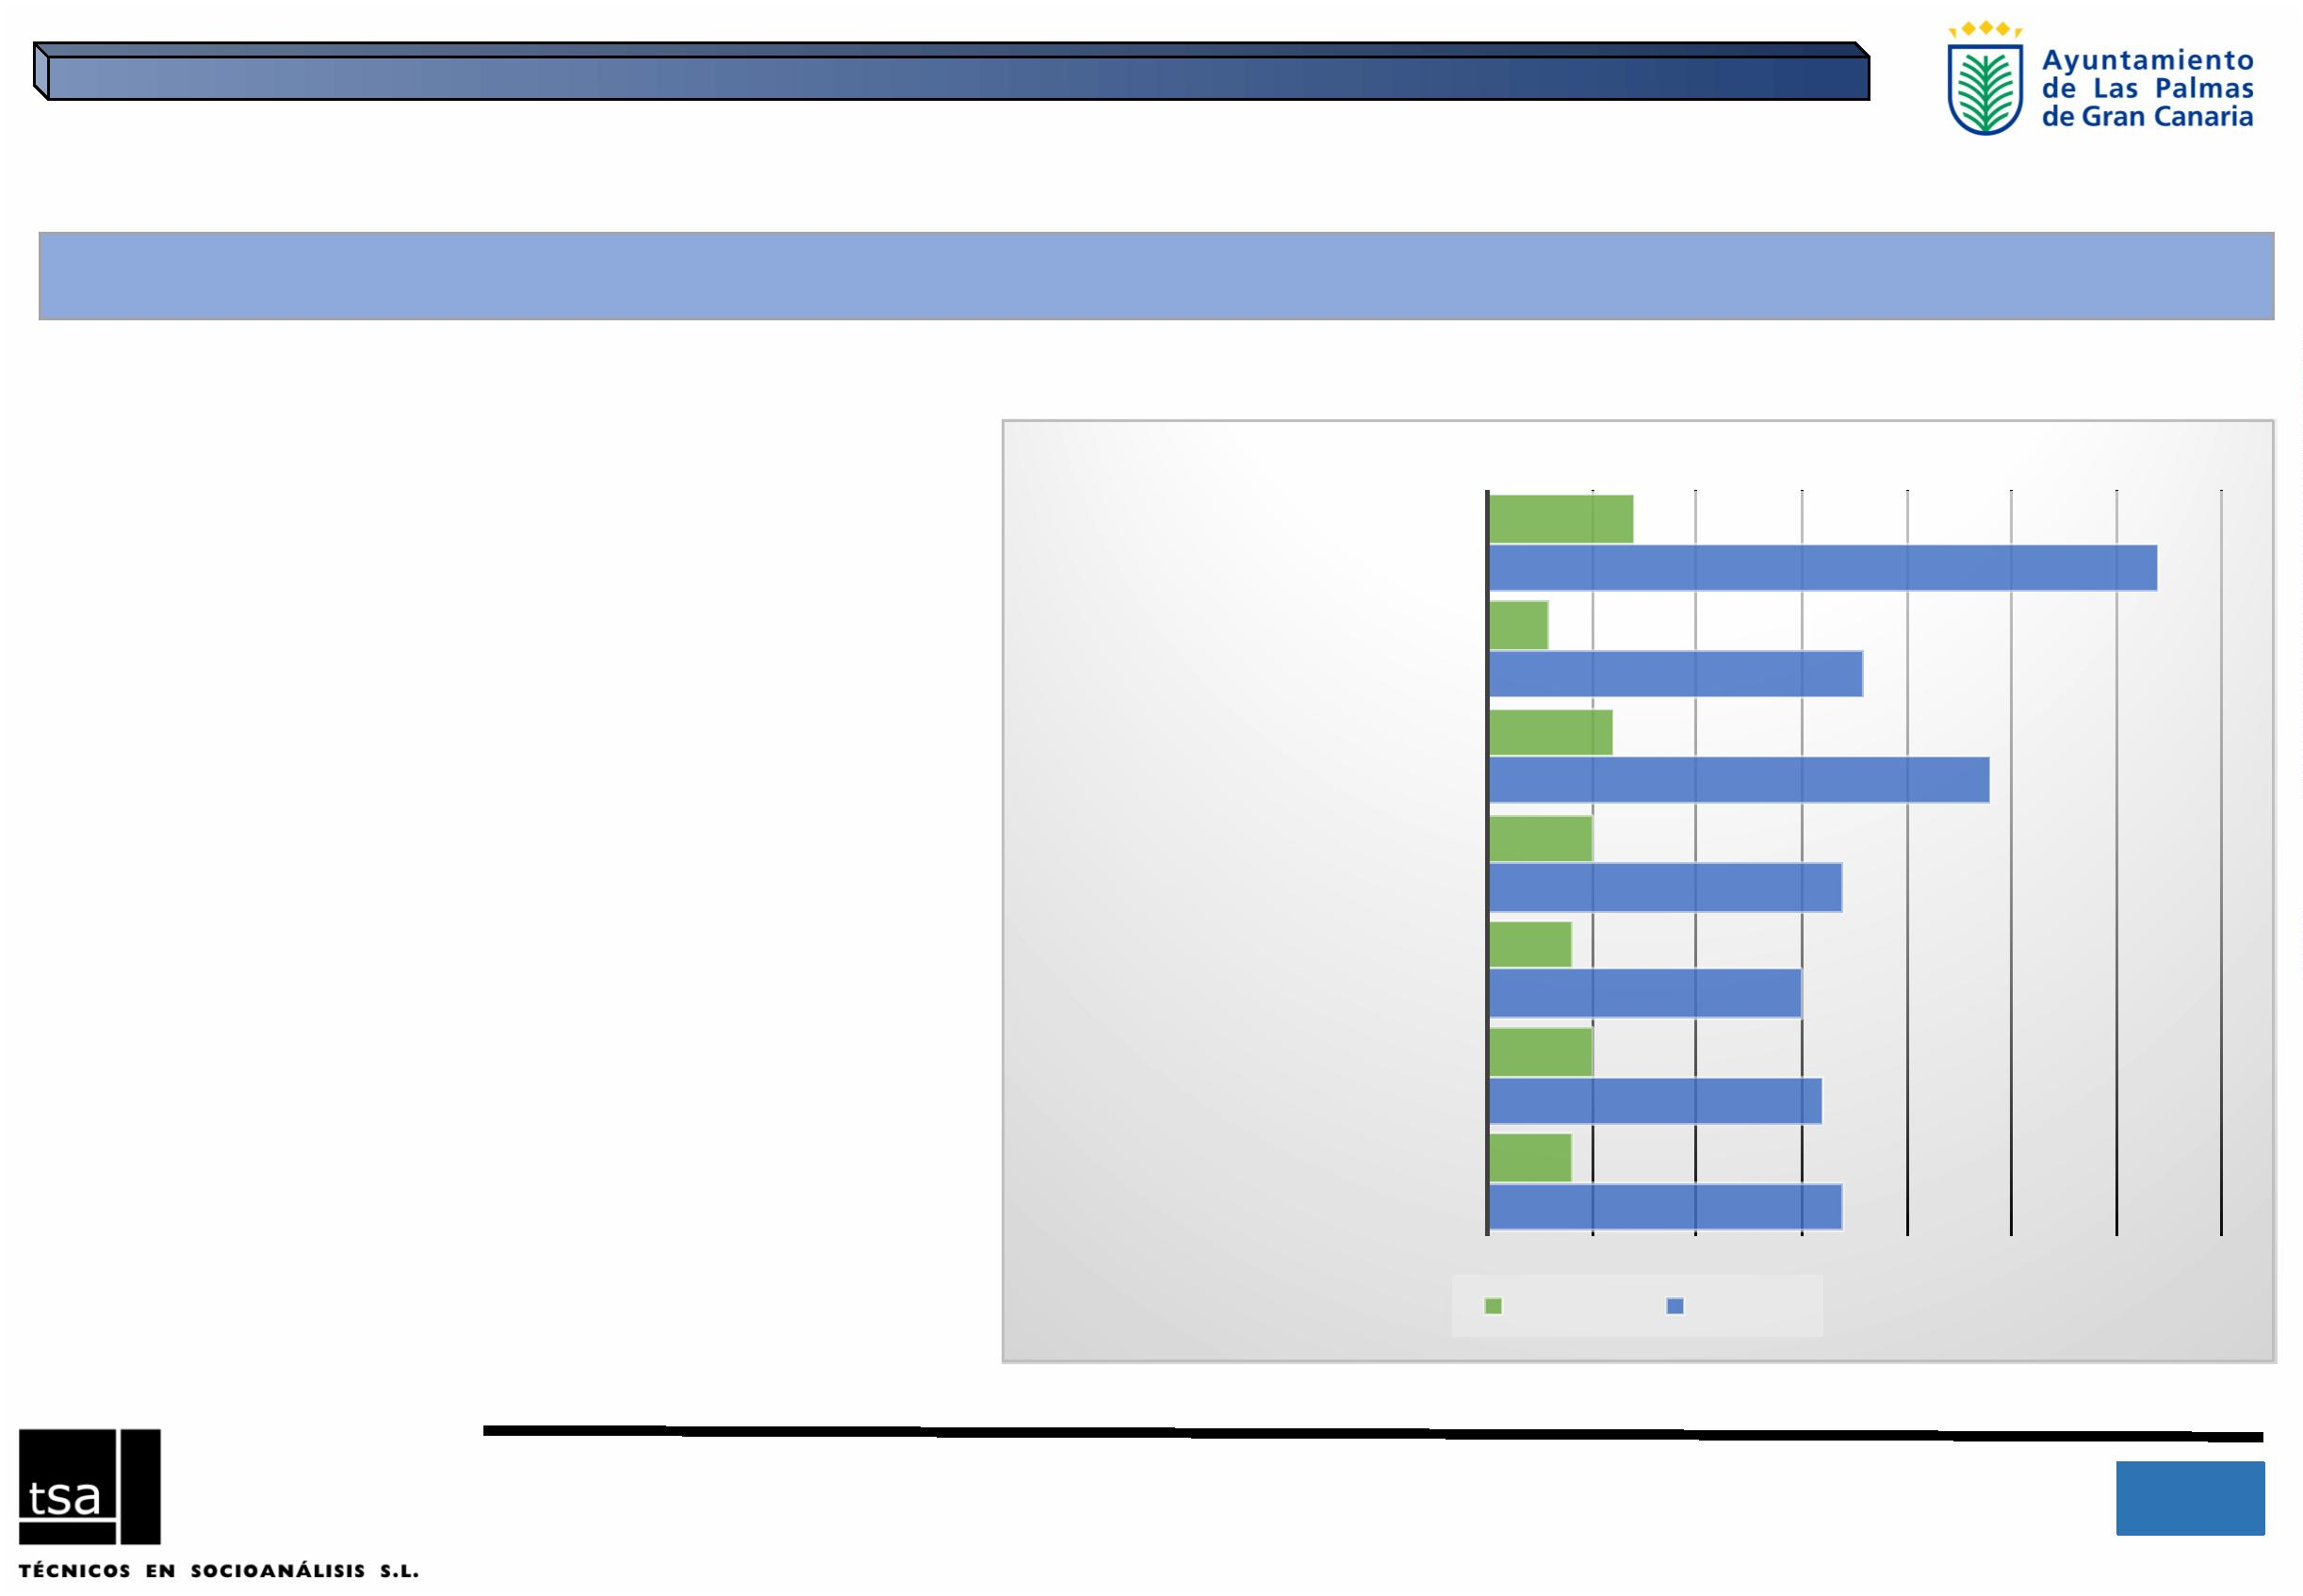 Ayuntamiento
de Las Palmas
de Gran Canaria
tsa
TÉCNICOS EN SOCIOANÁLISIS S.L.